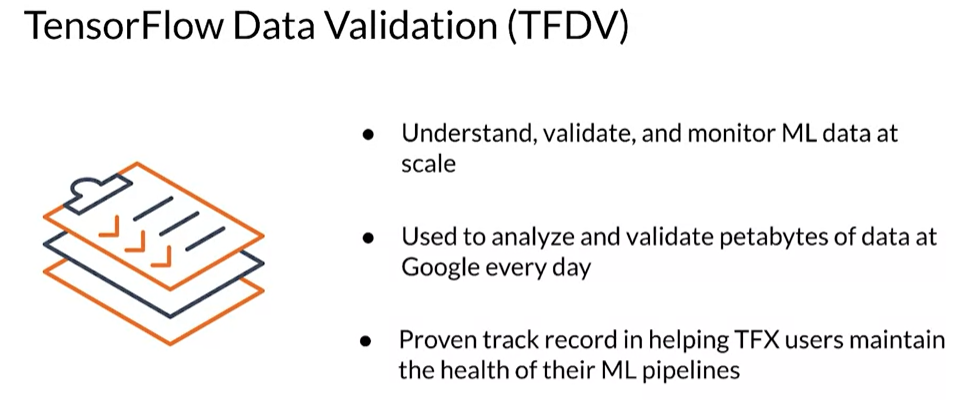 TensorFlow Data Validation (TFDV)
● Understand, validate, and monitor ML data at
scale
● Used to analyze and validate petabytes of data at
Google every day
● Proven track record in helping TFX users maintain
the health of their ML pipelines